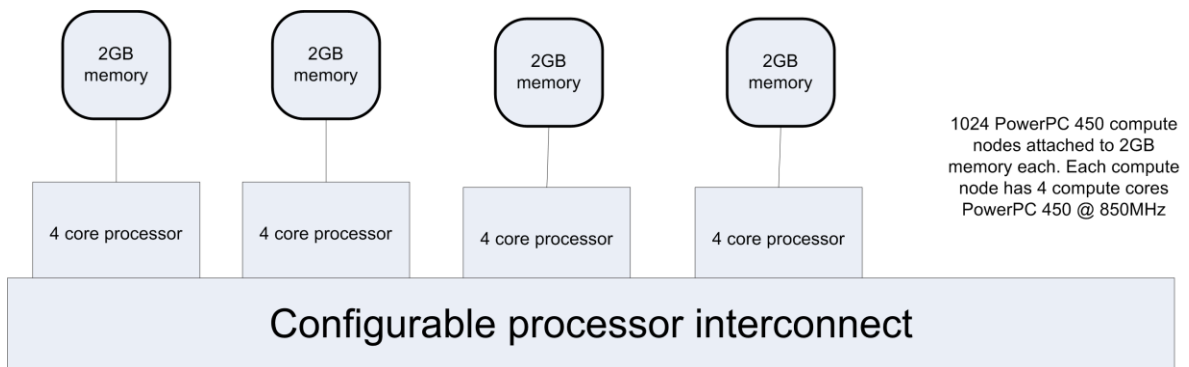 2GB
memory
2GB
memory
2GB
memory
2GB
memory
1024 PowerPC 450 compute
nodes attached to 2GB
memory each. Each compute
node has 4 compute cores
PowerPC 450 @ 850MHz
4 core processor
4 core processor
4 core processor
4 core processor
Configurable processor interconnect